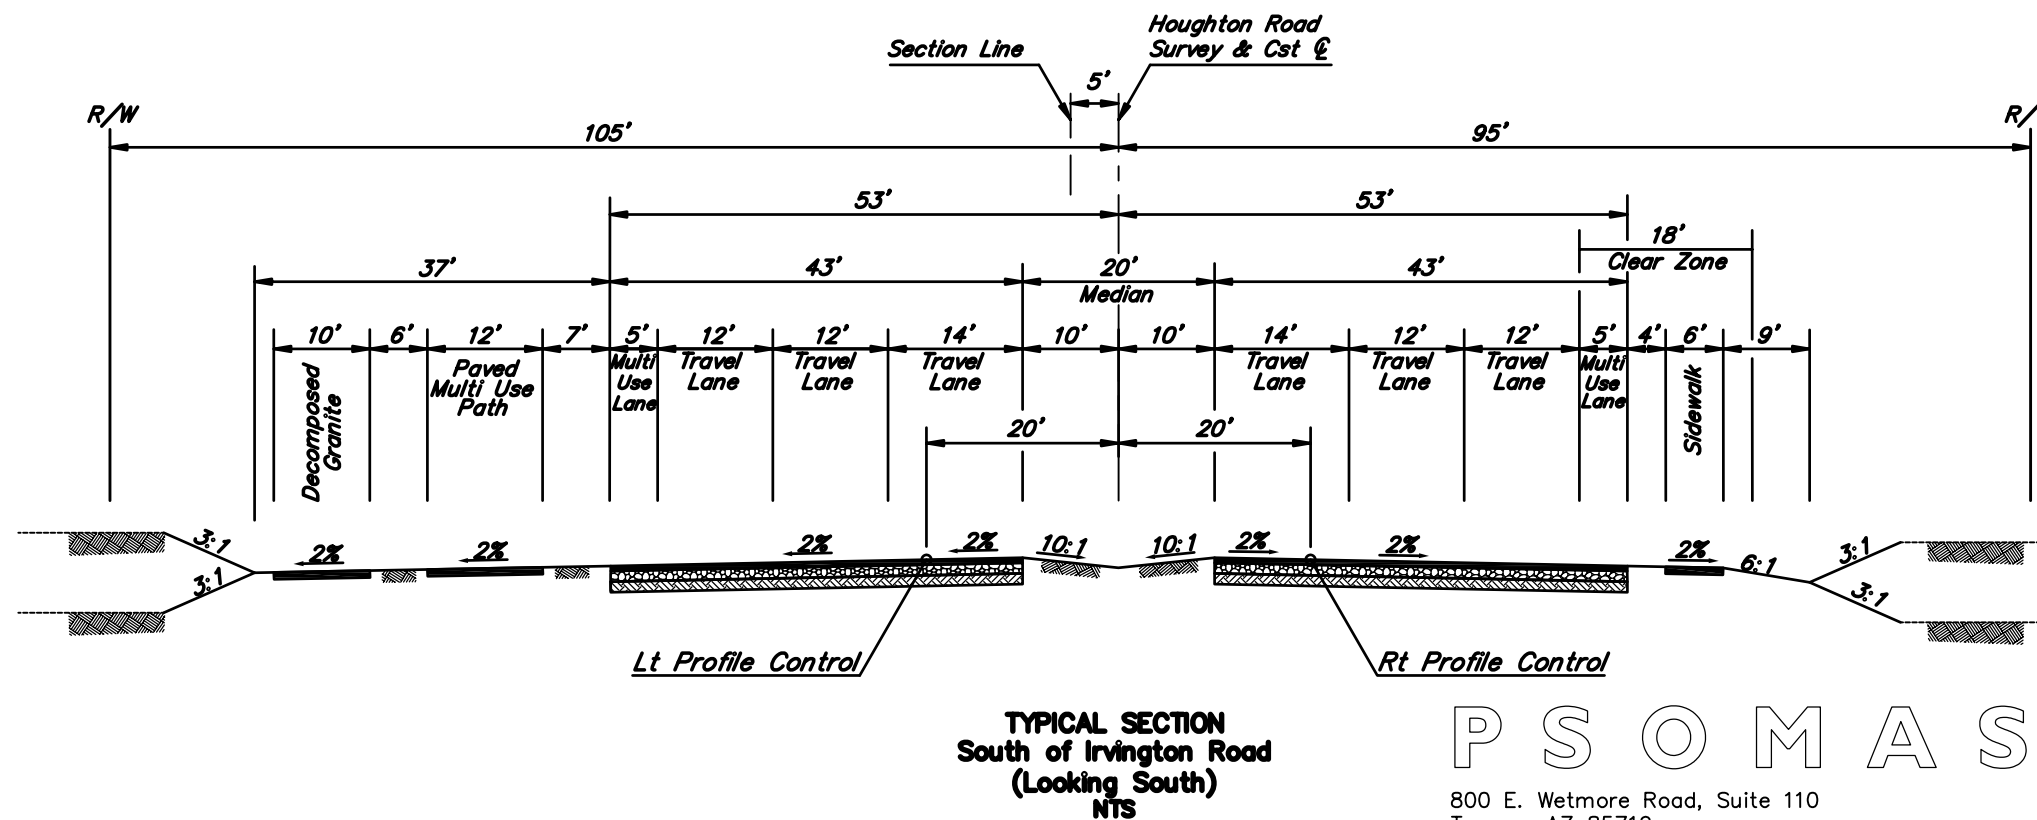 Houghton Road
Section Line
Survey & Cst ℄
5'
R/W
R/
105'
95'
53'
53'
18'
Clear Zone
37'
43'
20'
43'
Median
10'
6'
12'
7'
5'
12'
12'
14'
10'
10'
14'
12'
12'
5'
4'
6'
9'
Decomposed
Granite
Paved
Multi Use
Path
Multi
Use
Lane
Travel
Lane
Travel
Lane
Travel
Lane
Travel
Lane
Travel
Lane
Travel
Lane
Multi
Use
Lane
Sidewalk
20'
20'
3:1
3:1
2%
2%
2%
2%
10:1
10:1
2%
2%
2%
6:1
3:1
3:1
Lt Profile Control
Rt Profile Control
TYPICAL SECTION
South of Irvington Road
(Looking South)
NTS
PSOMAS
800 E. Wetmore Road, Suite 110